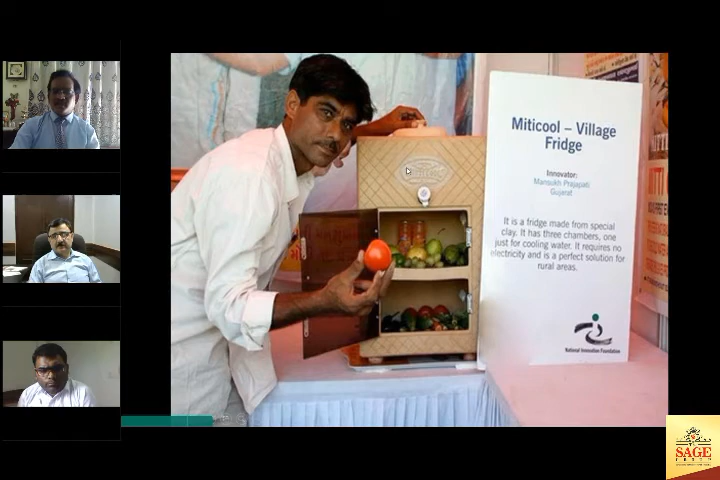 Miticool – Village
Fridge
Innovator:
Mansukh Prajapati
Gujarat
It is a fridge made from special
clay. It has three chambers, one
just for cooling water. It requires no
electricity and is a perfect solution for
rural areas.
National Innovation Foundation
SAGE